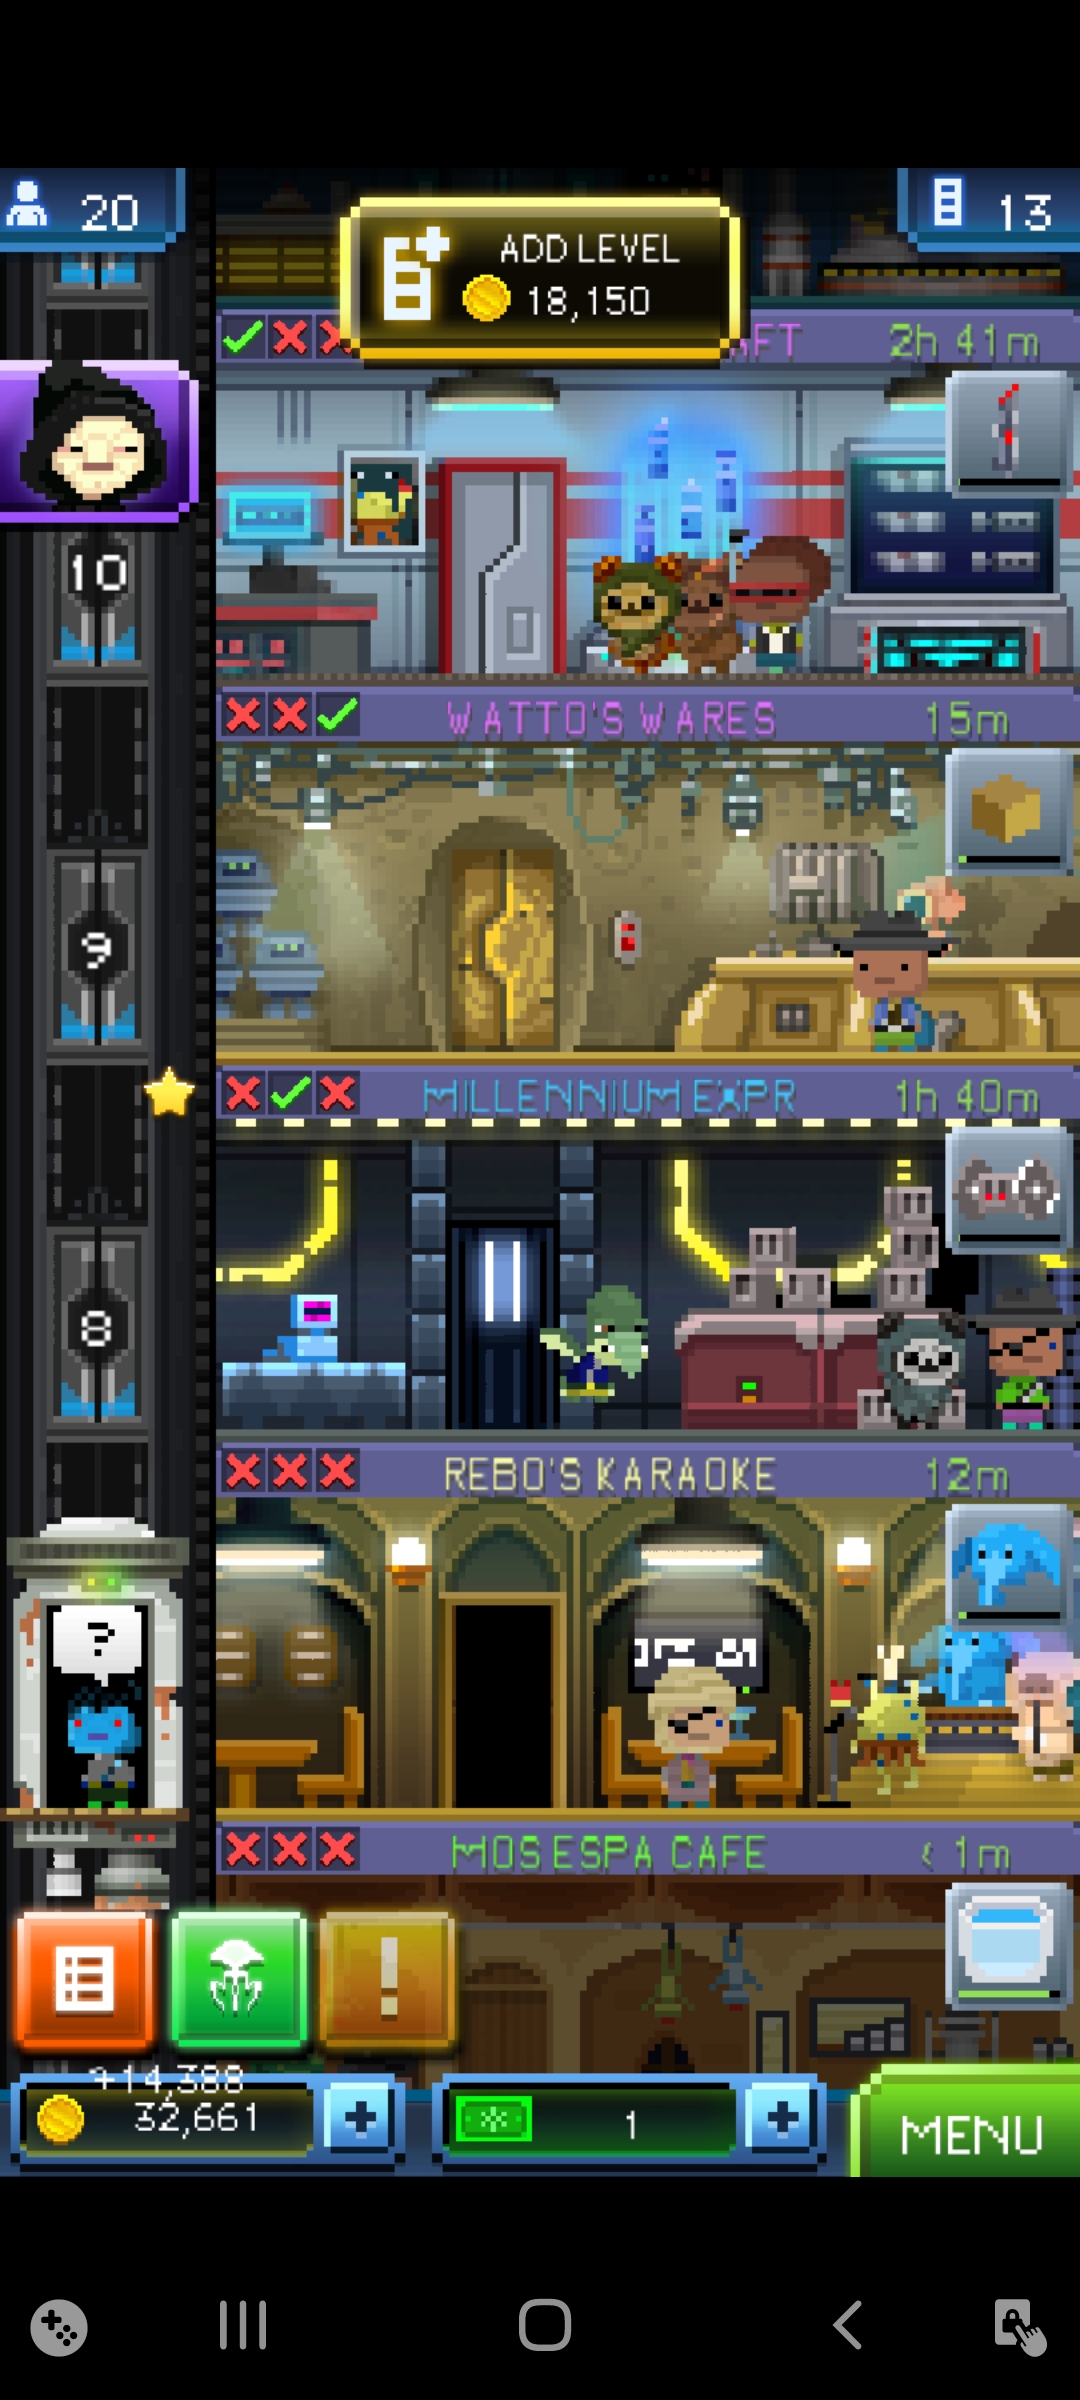 20
13
ADD LEVEL
18,150
2h 41m
10
WATTO'S WARES
15m
9
MILLENNIUM EXPR
1h 40m
8
REBO'S KARAOKE
12m
?
MOS ESPA CAFE
< 1m
!
+14,388
32,661
1
MENU